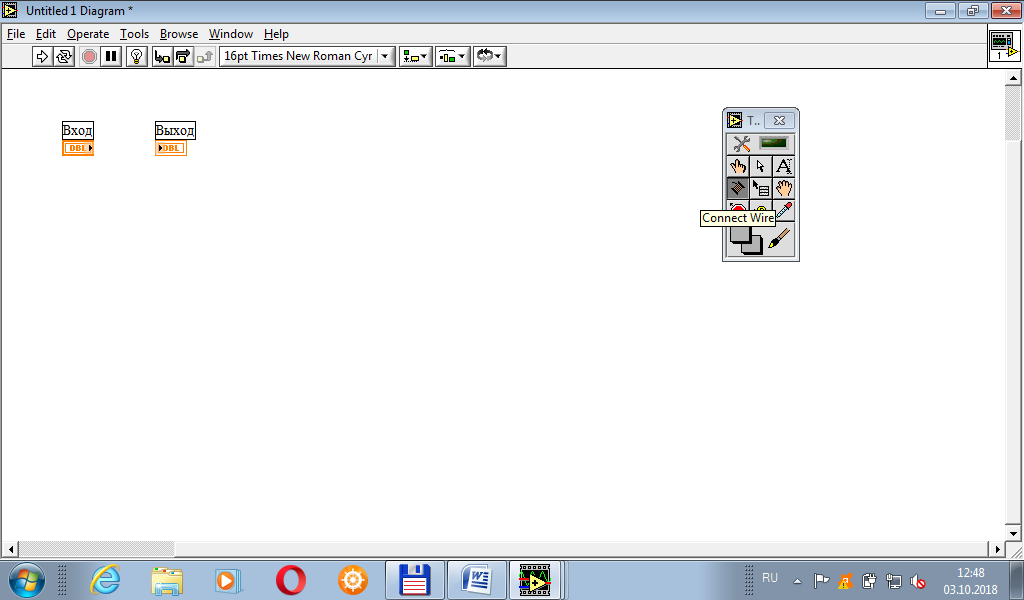 Untitled 1 Diagram *
File Edit Operate Tools Browse Window Help
16pt Times New Roman Cyr
1
Вход Выход
DBL DBL
T..
A
Connect Wire
RU
12:48
03.10.2018